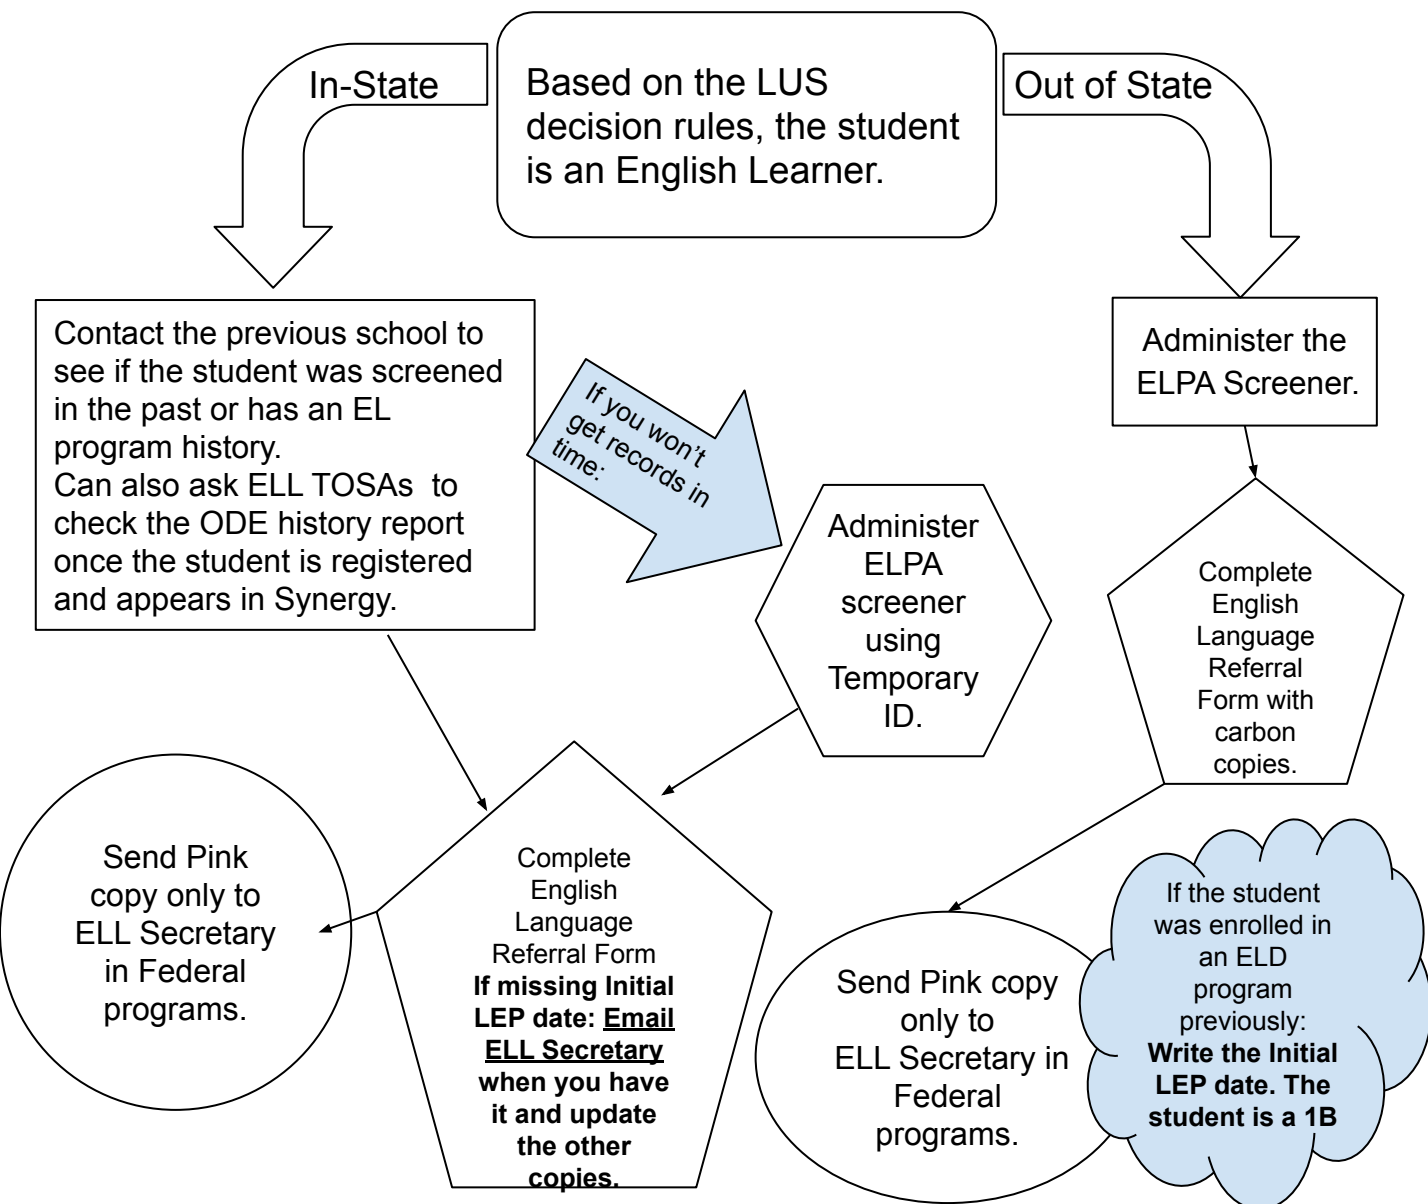 In-State
Based on the LUS
decision rules, the student
is an English Learner.
Out of State
Contact the previous school to
see if the student was screened
in the past or has an EL
program history.
Can also ask ELL TOSAs to
check the ODE history report
once the student is registered
and appears in Synergy.
If you won't
get records in
time:
Administer
ELPA
screener
using
Temporary
ID.
Administer the
ELPA Screener.
Complete
English
Language
Referral
Form with
carbon
copies.
Send Pink
copy only to
ELL Secretary
in Federal
programs.
Complete
English
Language
Referral Form
If missing Initial
LEP date: Email
ELL Secretary
when you have
it and update
the other
copies.
Send Pink copy
only to
ELL Secretary in
Federal
programs.
If the student
was enrolled in
an ELD
program
previously:
Write the Initial
LEP date. The
student is a 1B